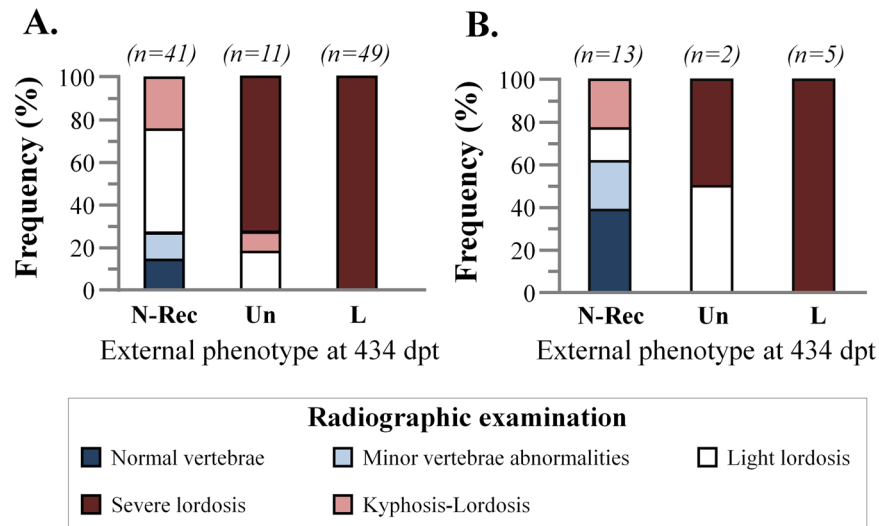 A.
(n=41) (n=11) (n=49)
Frequency (%)
100
80
60
40
20
0
N-Rec Un L
External phenotype at 434 dpt
B.
(n=13) (n=2) (n=5)
Frequency (%)
100
80
60
40
20
0
N-Rec Un L
External phenotype at 434 dpt
Radiographic examination
Normal vertebrae Minor vertebrae abnormalities Light lordosis
Severe lordosis Kyphosis-Lordosis